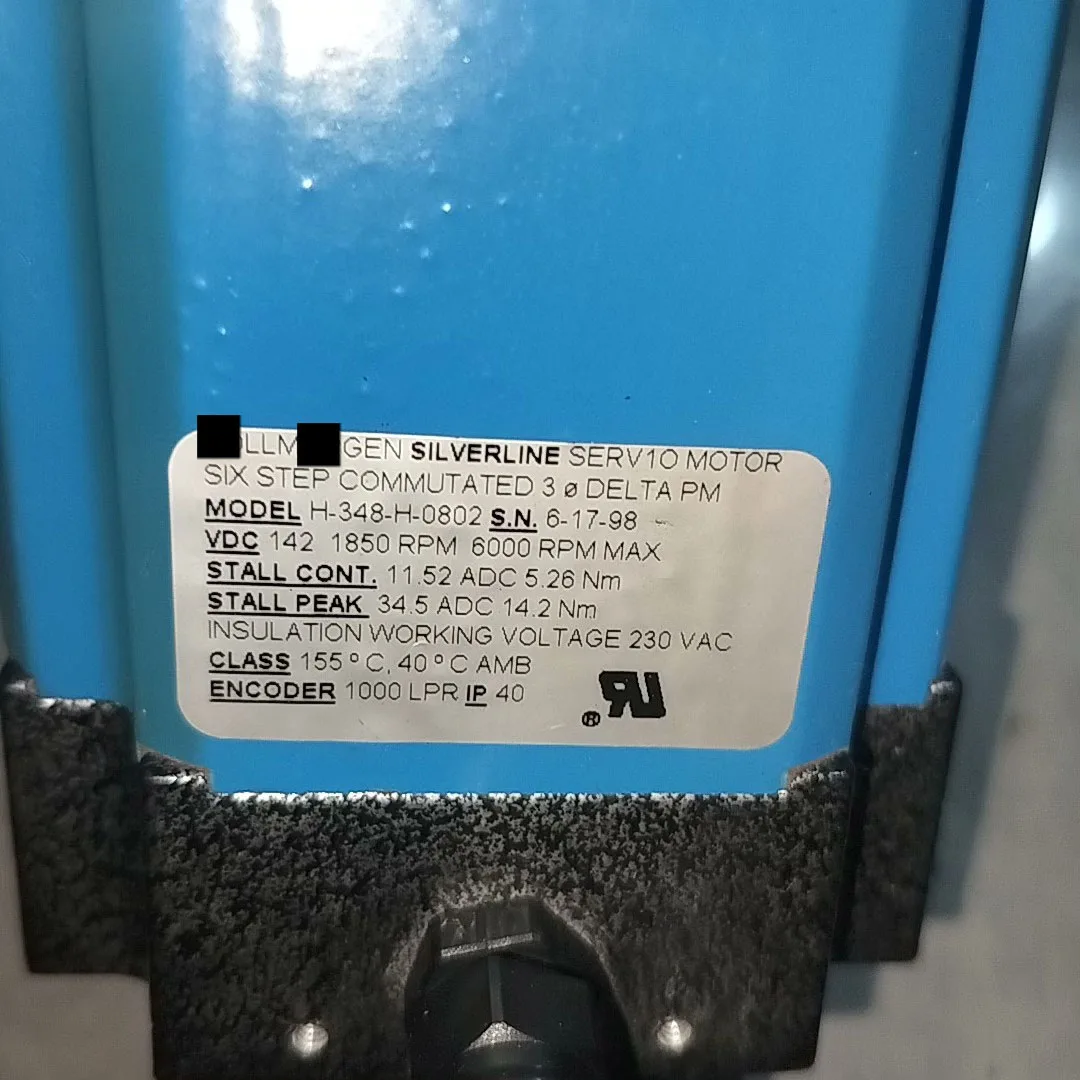 GEN SILVERLINE SERV1O MOTOR
SIX STEP COMMUTATED 3 ø DELTA PM
MODEL H-348-H-0802 S.N. 6-17-98
VDC 142 1850 RPM 6000 RPM MAX
STALL CONT. 11.52 ADC 5.26 Nm
STALL PEAK 34.5 ADC 14.2 Nm
INSULATION WORKING VOLTAGE 230 VAC
CLASS 155° C, 40° C AMB
ENCODER 1000 LPR IP 40
®